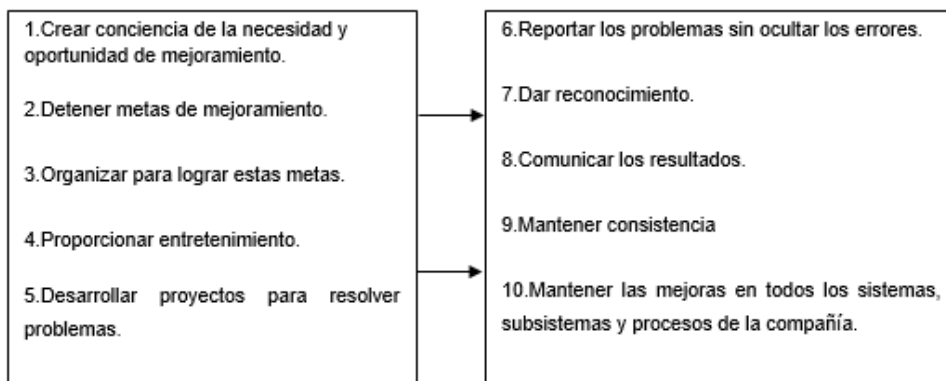 1.Crear conciencia de la necesidad y
oportunidad de mejoramiento.
2.Detener metas de mejoramiento.
3.Organizar para lograr estas metas.
4.Proporcionar entretenimiento.
5.Desarrollar proyectos para resolver
problemas.
6.Reportar los problemas sin ocultar los errores.
7.Dar reconocimiento.
8.Comunicar los resultados.
9.Mantener consistencia
10.Mantener las mejoras en todos los sistemas,
subsistemas y procesos de la compañía.